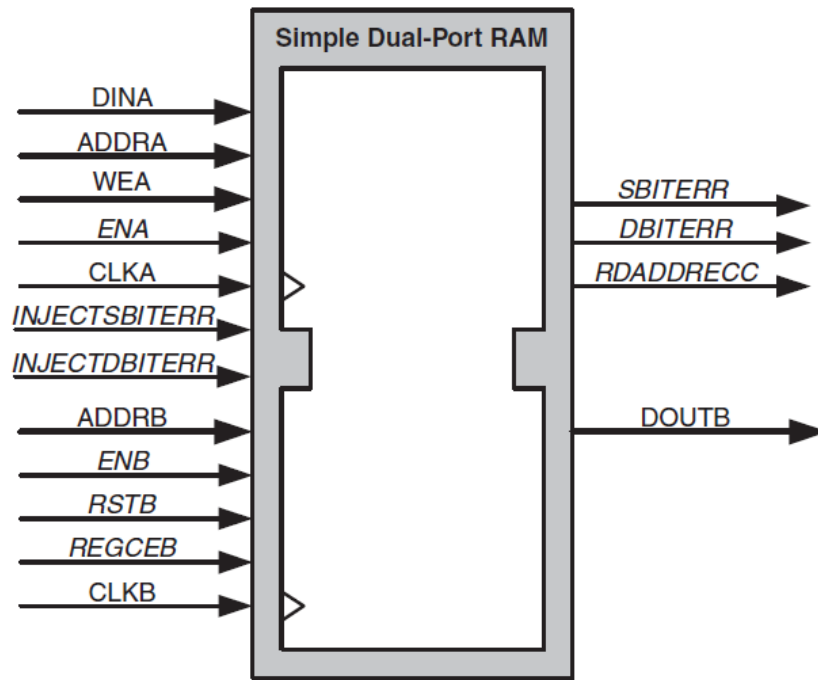 Simple Dual-Port RAM
DINA
ADDRA
WEA
ENA
CLKA
INJECTSBITERR
INJECTDBITERR
ADDRB
ENB
RSTB
REGCEB
CLKB
SBITERR
DBITERR
RDADDRECC
DOUTB